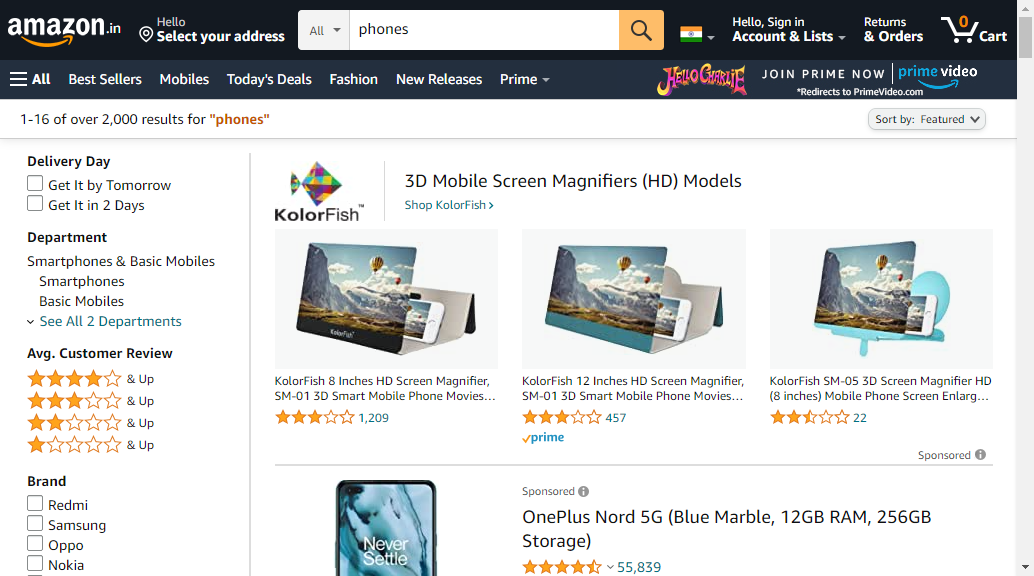 amazon.in
Hello
Select your address
All
phones
Hello, Sign in
Account & Lists
Returns
& Orders
0
Cart
All
Best Sellers
Mobiles
Today's Deals
Fashion
New Releases
Prime
HELLO CHARLIE
JOIN PRIME NOW
prime video
*Redirects to PrimeVideo.com
1-16 of over 2,000 results for "phones"
Sort by: Featured
Delivery Day
Get It by Tomorrow
Get It in 2 Days
Department
Smartphones & Basic Mobiles
Smartphones
Basic Mobiles
See All 2 Departments
Avg. Customer Review
& Up
& Up
& Up
& Up
Brand
Redmi
Samsung
Oppo
Nokia
KolorFish™
3D Mobile Screen Magnifiers (HD) Models
Shop KolorFish ›
KolorFish™
KolorFish 8 Inches HD Screen Magnifier,
SM-01 3D Smart Mobile Phone Movies…
1,209
KolorFish 12 Inches HD Screen Magnifier,
SM-01 3D Smart Mobile Phone Movies…
457
prime
KolorFish SM-05 3D Screen Magnifier HD
(8 inches) Mobile Phone Screen Enlarg…
22
Sponsored
Never
Settle
Sponsored
OnePlus Nord 5G (Blue Marble, 12GB RAM, 256GB
Storage)
55,839